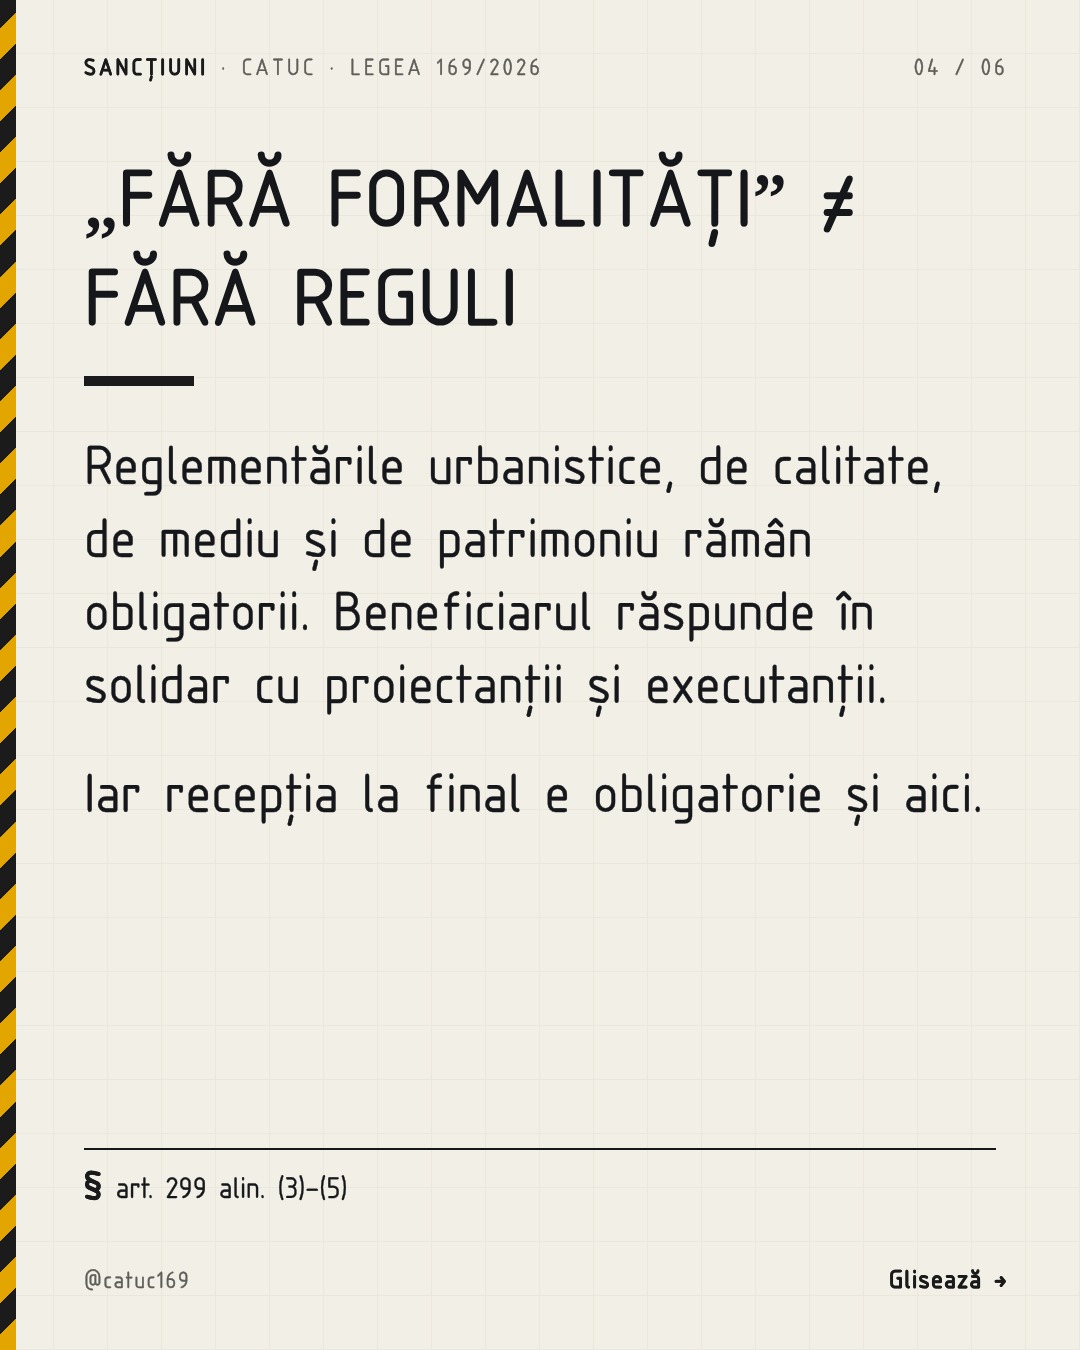 SANCȚIUNI · CATUC · LEGEA 169/2026
04 / 06
„FĂRĂ FORMALITĂȚI” ≠
FĂRĂ REGULI
Reglementările urbanistice, de calitate,
de mediu și de patrimoniu rămân
obligatorii. Beneficiarul răspunde în
solidar cu proiectanții și executanții.
Iar recepția la final e obligatorie și aici.
§ art. 299 alin. (3)–(5)
@catuc169
Glisează →